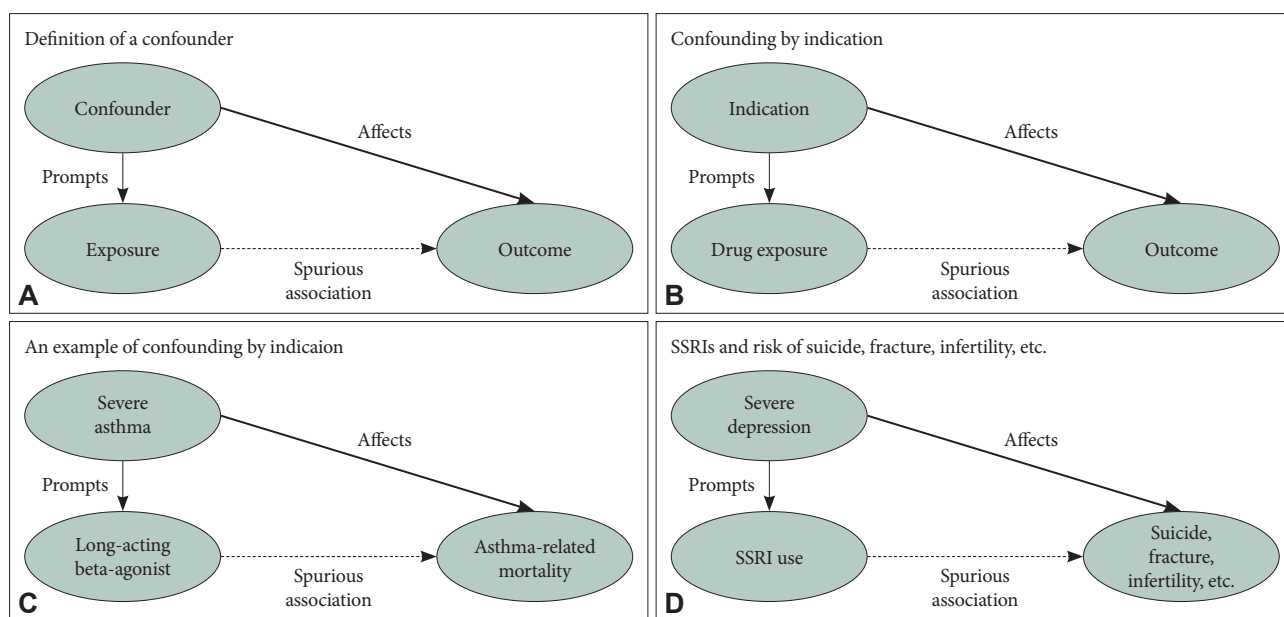 Definition of a confounder
Confounder
Affects
Prompts
Exposure
Outcome
Spurious
association
A
Confounding by indication
Indication
Affects
Prompts
Drug exposure
Outcome
Spurious
association
B
An example of confounding by indicaion
Severe
asthma
Affects
Prompts
Long-acting
beta-agonist
Asthma-related
mortality
Spurious
association
C
SSRIs and risk of suicide, fracture, infertility, etc.
Severe
depression
Affects
Prompts
SSRI use
Suicide,
fracture,
infertility, etc.
Spurious
association
D